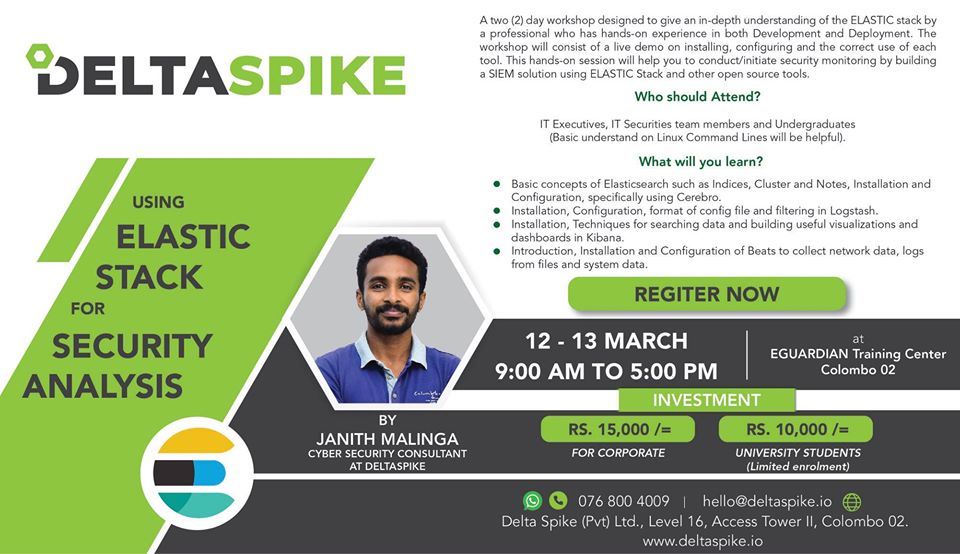 DELTASPIKE
A two (2) day workshop designed to give an in-depth understanding of the ELASTIC stack by
a professional who has hands-on experience in both Development and Deployment. The
workshop will consist of a live demo on installing, configuring and the correct use of each
tool. This hands-on session will help you to conduct/initiate security monitoring by building
a SIEM solution using ELASTIC Stack and other open source tools.
Who should Attend?
IT Executives, IT Securities team members and Undergraduates
(Basic understand on Linux Command Lines will be helpful).
What will you learn?
Basic concepts of Elasticsearch such as Indices, Cluster and Notes, Installation and
Configuration, specifically using Cerebro.
Installation, Configuration, format of config file and filtering in Logstash.
Installation, Techniques for searching data and building useful visualizations and
dashboards in Kibana.
Introduction, Installation and Configuration of Beats to collect network data, logs
from files and system data.
USING
ELASTIC
STACK
FOR
SECURITY
ANALYSIS
REGITER NOW
12 - 13 MARCH
9:00 AM TO 5:00 PM
at
EGUARDIAN Training Center
Colombo 02
INVESTMENT
RS. 15,000 /=
FOR CORPORATE
RS. 10,000 /=
UNIVERSITY STUDENTS
(Limited enrolment)
BY
JANITH MALINGA
CYBER SECURITY CONSULTANT
AT DELTASPIKE
076 800 4009 | hello@deltaspike.io
Delta Spike (Pvt) Ltd., Level 16, Access Tower II, Colombo 02.
www.deltaspike.io